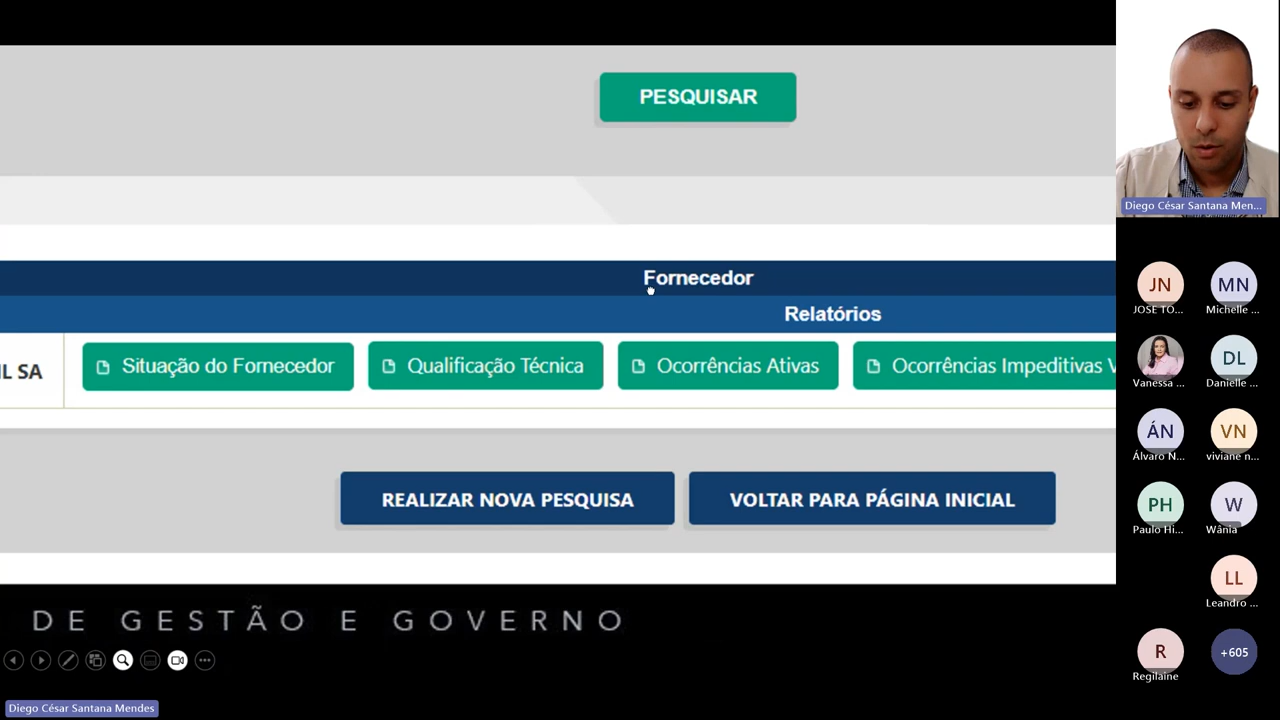 PESQUISAR
Fornecedor
Relatórios
IL SA
Situação do Fornecedor
Qualificação Técnica
Ocorrências Ativas
Ocorrências Impeditivas V
REALIZAR NOVA PESQUISA
VOLTAR PARA PÁGINA INICIAL
DE GESTÃO E GOVERNO
Diego César Santana Mendes
Diego César Santana Men...
JN
JOSE TO...
MN
Michelle ...
Vanessa ...
DL
Danielle ...
ÁN
Álvaro N...
VN
viviane n...
PH
Paulo Hi...
W
Wânia
LL
Leandro ...
R
Regilaine
+605